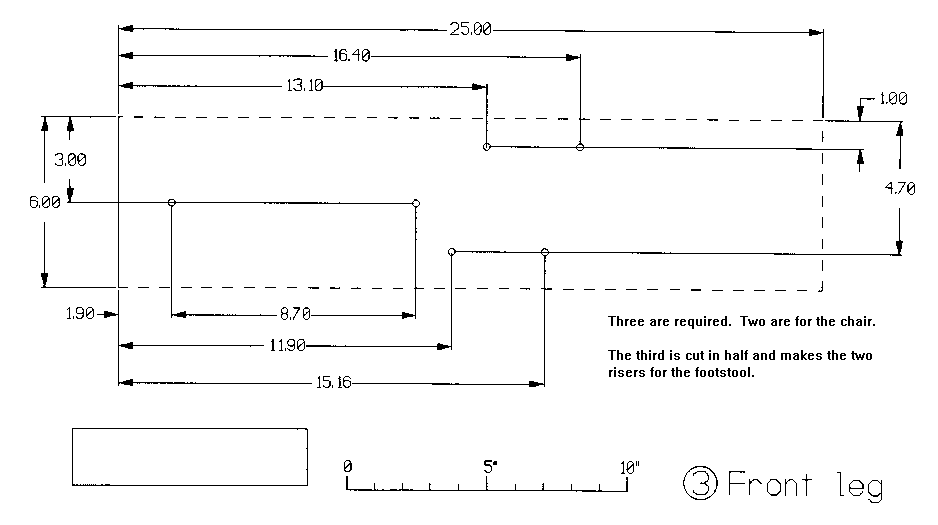 25.00
16.40
13.10
1.00
3.00
4.70
6.00
1.90
8.70
Three are required.  Two are for the chair.
11.90
The third is cut in half and makes the two
risers for the footstool.
15.16
0 5" 10"
3 Front leg